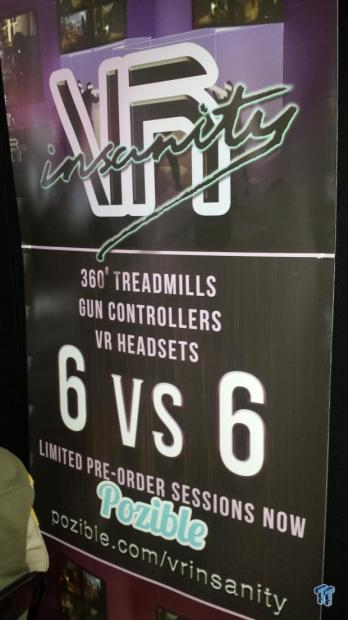 VR
insanity
360° TREADMILLS
GUN CONTROLLERS
VR HEADSETS
6 VS 6
LIMITED PRE-ORDER SESSIONS NOW
Pozible
pozible.com/vrinsanity
TT